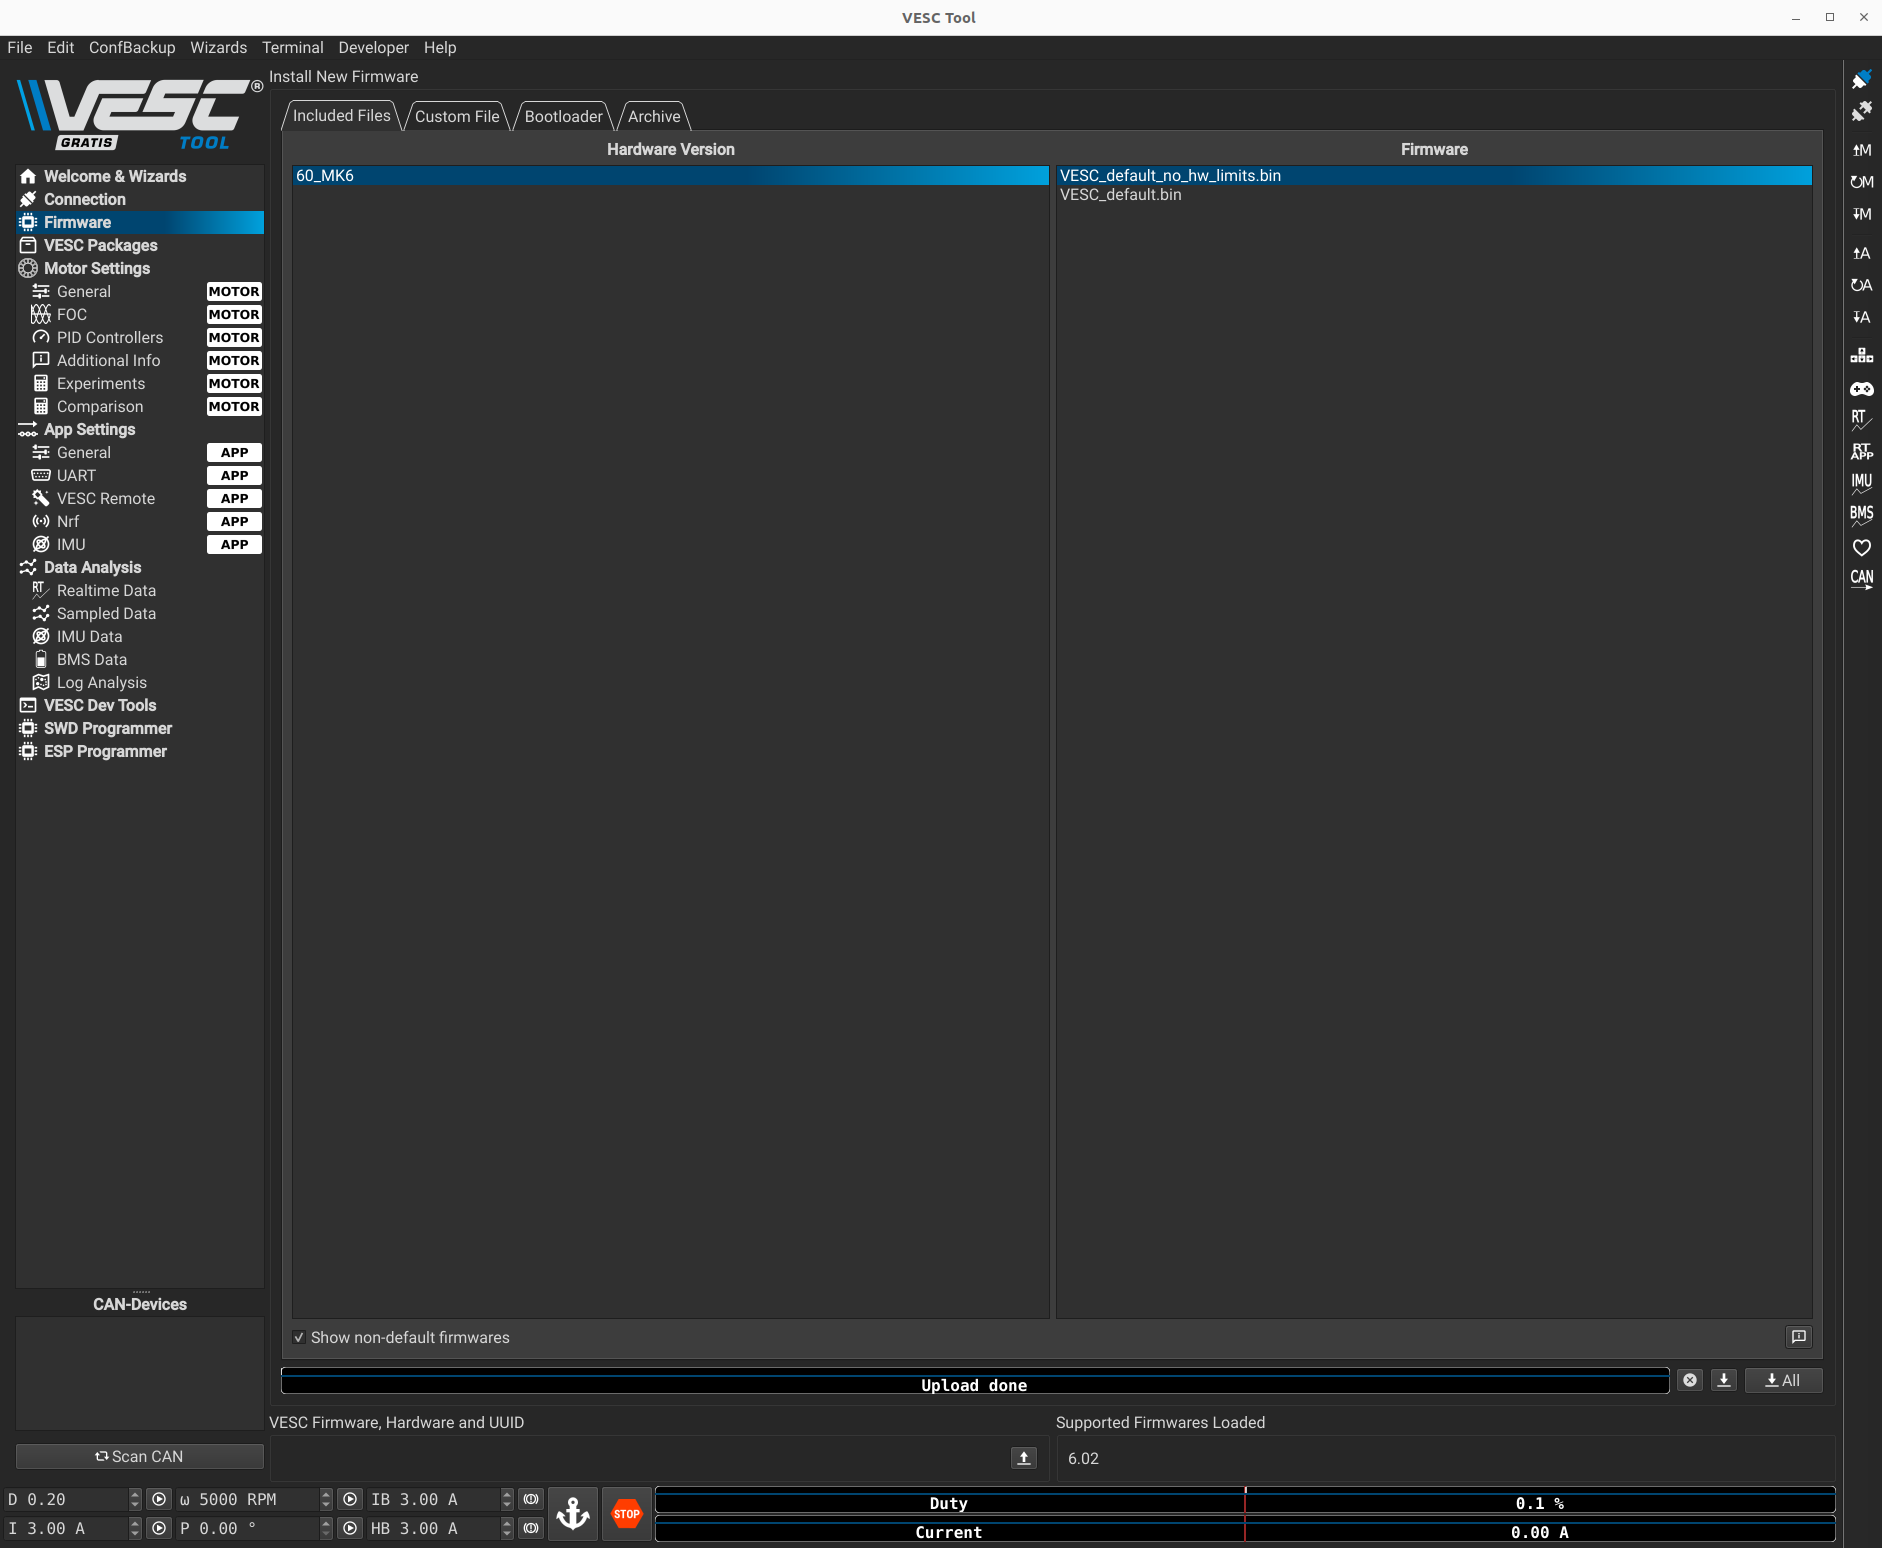 VESC Tool
File Edit ConfBackup Wizards Terminal Developer Help
VESC®
GRATIS TOOL
Install New Firmware
Included Files Custom File Bootloader Archive
Hardware Version Firmware
60_MK6
VESC_default_no_hw_limits.bin
VESC_default.bin
Welcome & Wizards
Connection
Firmware
VESC Packages
Motor Settings
General MOTOR
FOC MOTOR
PID Controllers MOTOR
Additional Info MOTOR
Experiments MOTOR
Comparison MOTOR
App Settings
General APP
UART APP
VESC Remote APP
Nrf APP
IMU APP
Data Analysis
RT Realtime Data
Sampled Data
IMU Data
BMS Data
Log Analysis
VESC Dev Tools
SWD Programmer
ESP Programmer
M
M
M
A
A
A
RT
RT APP
IMU
BMS
CAN
CAN-Devices
Scan CAN
Show non-default firmwares
Upload done
All
VESC Firmware, Hardware and UUID
Supported Firmwares Loaded
6.02
D 0.20 ω 5000 RPM IB 3.00 A
I 3.00 A P 0.00 ° HB 3.00 A
STOP
Duty 0.1 %
Current 0.00 A